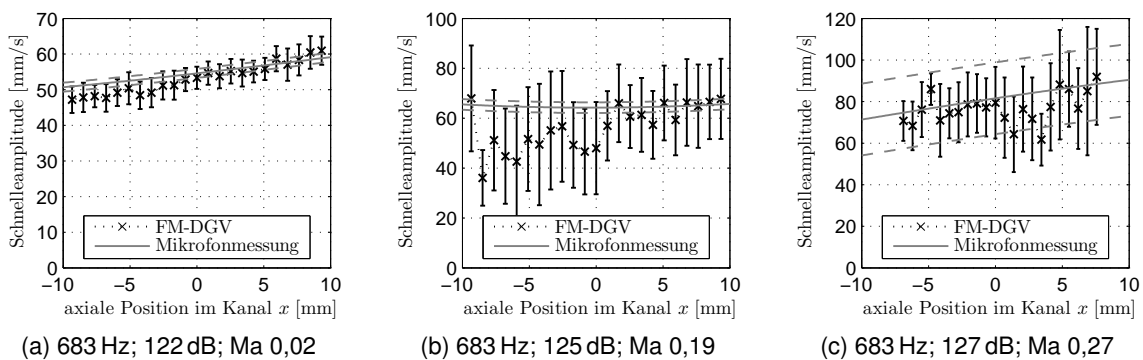 Schnelleamplitude [mm/s]
70
60
50
40
30
20
10
0
FM-DGV
Mikrofonmessung
−10 −5 0 5 10
axiale Position im Kanal x [mm]
(a) 683 Hz; 122 dB; Ma 0,02
Schnelleamplitude [mm/s]
100
80
60
40
20
0
FM-DGV
Mikrofonmessung
−10 −5 0 5 10
axiale Position im Kanal x [mm]
(b) 683 Hz; 125 dB; Ma 0,19
Schnelleamplitude [mm/s]
120
100
80
60
40
20
0
FM-DGV
Mikrofonmessung
−10 −5 0 5 10
axiale Position im Kanal x [mm]
(c) 683 Hz; 127 dB; Ma 0,27